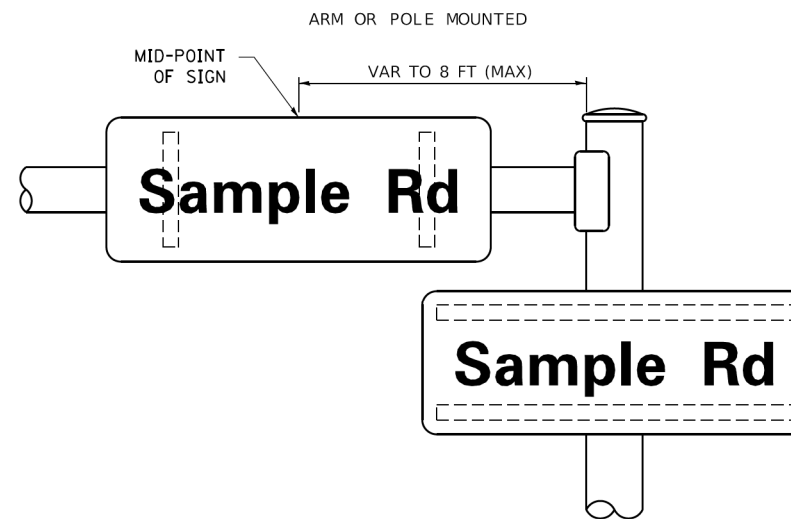 ARM OR POLE MOUNTED
MID-POINT
OF SIGN
VAR TO 8 FT (MAX)
Sample Rd
Sample Rd